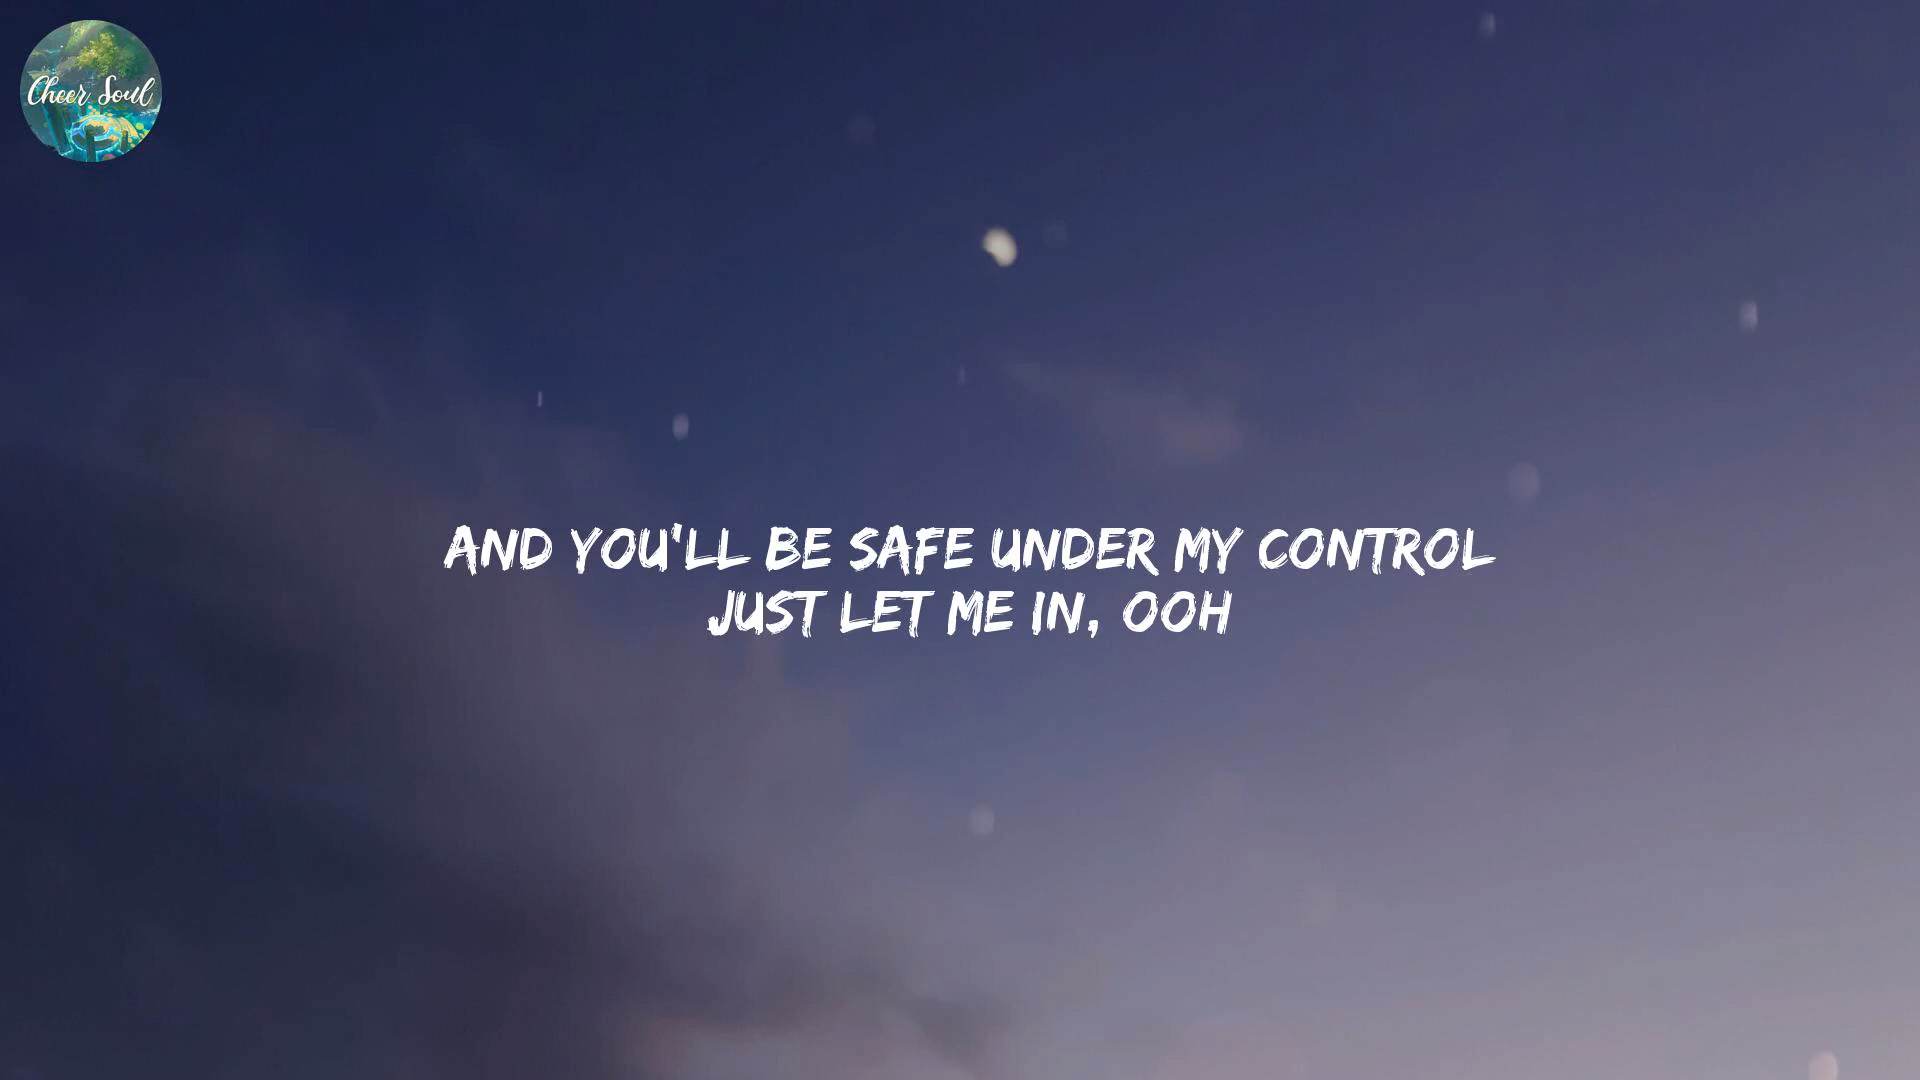 Cheer Soul
AND YOU'LL BE SAFE UNDER MY CONTROL
JUST LET ME IN, OOH